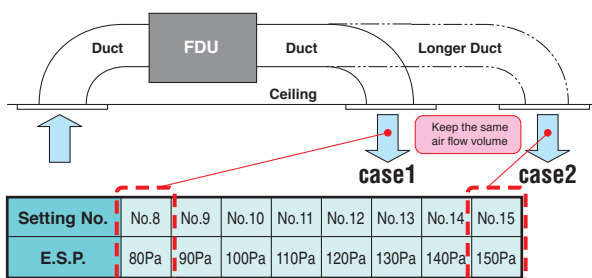 Duct FDU Duct Longer Duct
Ceiling
Keep the same
air flow volume
case1 case2
Setting No. No.8 No.9 No.10 No.11 No.12 No.13 No.14 No.15
E.S.P. 80Pa 90Pa 100Pa 110Pa 120Pa 130Pa 140Pa 150Pa